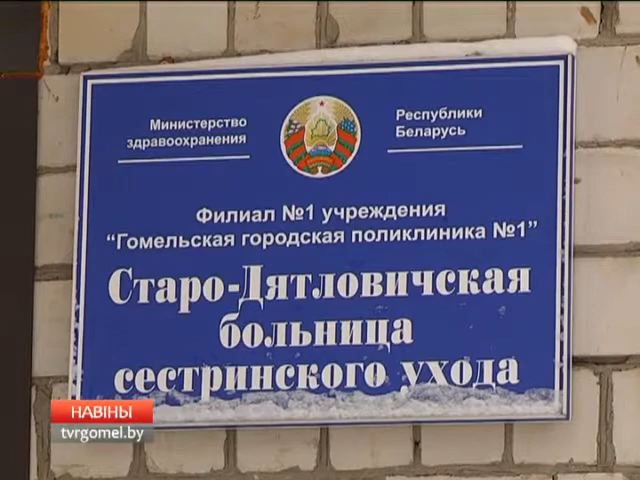 Министерство
здравоохранения
Республики
Беларусь
Филиал №1 учреждения
“Гомельская городская поликлиника №1”
Старо-Дятловичская
больница
сестринского ухода
НАВІНЫ
tvrgomel.by